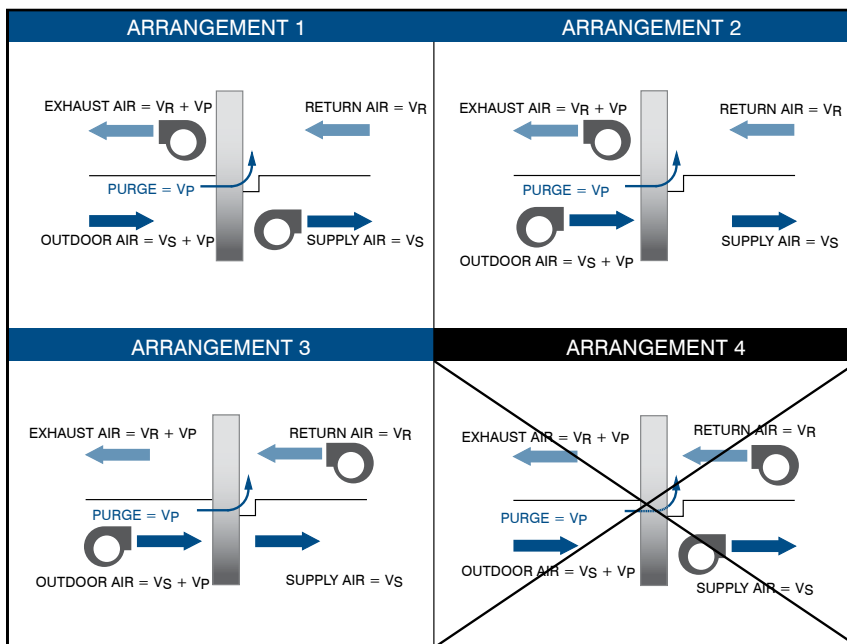 ARRANGEMENT 1
EXHAUST AIR = VR + VP
RETURN AIR = VR
PURGE = VP
OUTDOOR AIR = VS + VP
SUPPLY AIR = VS
ARRANGEMENT 2
EXHAUST AIR = VR + VP
RETURN AIR = VR
PURGE = VP
OUTDOOR AIR = VS + VP
SUPPLY AIR = VS
ARRANGEMENT 3
EXHAUST AIR = VR + VP
RETURN AIR = VR
PURGE = VP
OUTDOOR AIR = VS + VP
SUPPLY AIR = VS
ARRANGEMENT 4
RETURN AIR = VR
EXHAUST AIR = VR + VP
PURGE = VP
OUTDOOR AIR = VS + VP
SUPPLY AIR = VS